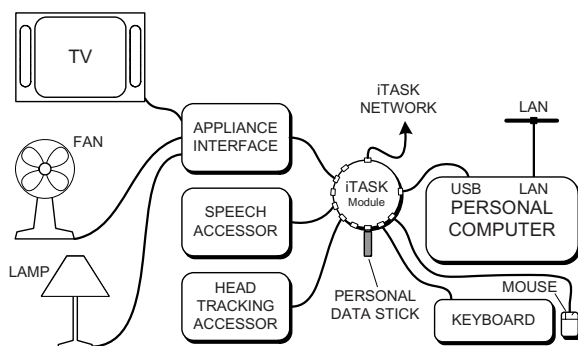 TV
FAN
LAMP
APPLIANCE
INTERFACE
SPEECH
ACCESSOR
HEAD
TRACKING
ACCESSOR
iTASK
NETWORK
iTASK
Module
PERSONAL
DATA STICK
LAN
USB LAN
PERSONAL
COMPUTER
MOUSE
KEYBOARD